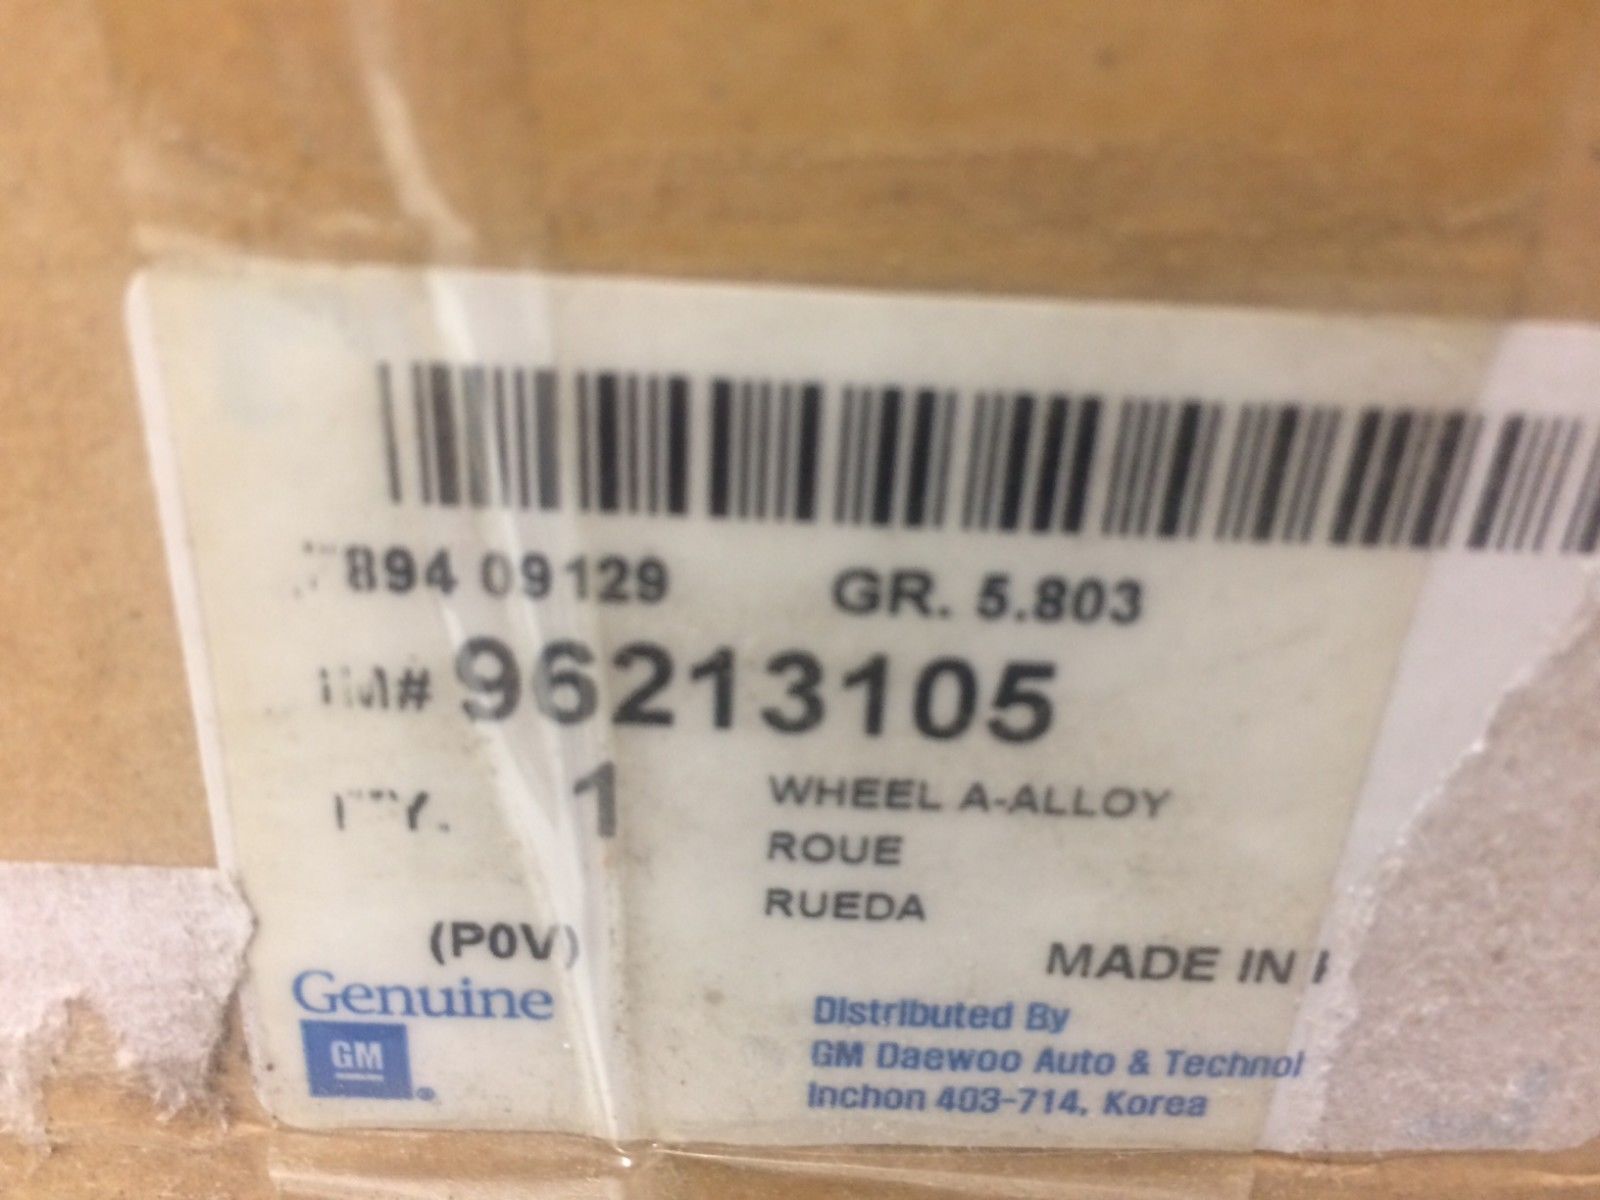 894 09129 GR. 5.803
# 96213105
1 WHEEL A-ALLOY
ROUE
RUEDA
(P0V)
MADE IN
Genuine
GM
Distributed By
GM Daewoo Auto & Technol
Inchon 403-714, Korea